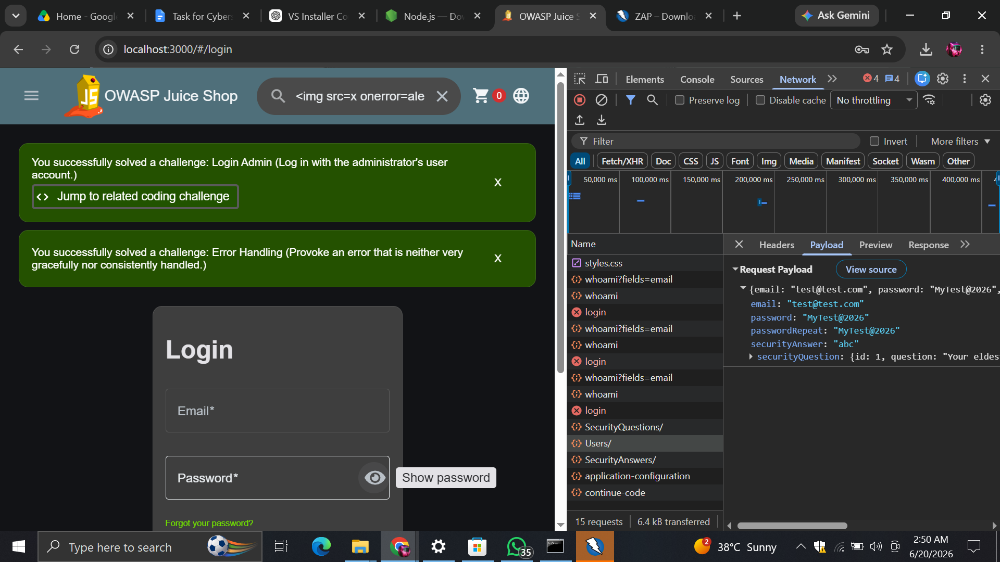 Home - Googl
Task for Cybers
VS Installer Co
Node.js — Do
OWASP Juice S
ZAP – Downlo
Ask Gemini
localhost:3000/#/login
OWASP Juice Shop
<img src=x onerror=ale
0
You successfully solved a challenge: Login Admin (Log in with the administrator's user
account.)
X
<> Jump to related coding challenge
You successfully solved a challenge: Error Handling (Provoke an error that is neither very
gracefully nor consistently handled.)
X
Login
Email*
Password*
Show password
Forgot your password?
Elements
Console
Sources
Network
4
4
Preserve log
Disable cache
No throttling
Filter
Invert
More filters
All
Fetch/XHR
Doc
CSS
JS
Font
Img
Media
Manifest
Socket
Wasm
Other
50,000 ms
100,000 ms
150,000 ms
200,000 ms
250,000 ms
300,000 ms
350,000 ms
400,000 ms
Name
styles.css
whoami?fields=email
whoami
login
whoami?fields=email
whoami
login
whoami?fields=email
whoami
login
SecurityQuestions/
Users/
SecurityAnswers/
application-configuration
continue-code
15 requests
6.4 kB transferred
Headers
Payload
Preview
Response
Request Payload
View source
{email: "test@test.com", password: "MyTest@2026",
email: "test@test.com"
password: "MyTest@2026"
passwordRepeat: "MyTest@2026"
securityAnswer: "abc"
securityQuestion: {id: 1, question: "Your eldes
Type here to search
35
2
38°C Sunny
2:50 AM
6/20/2026